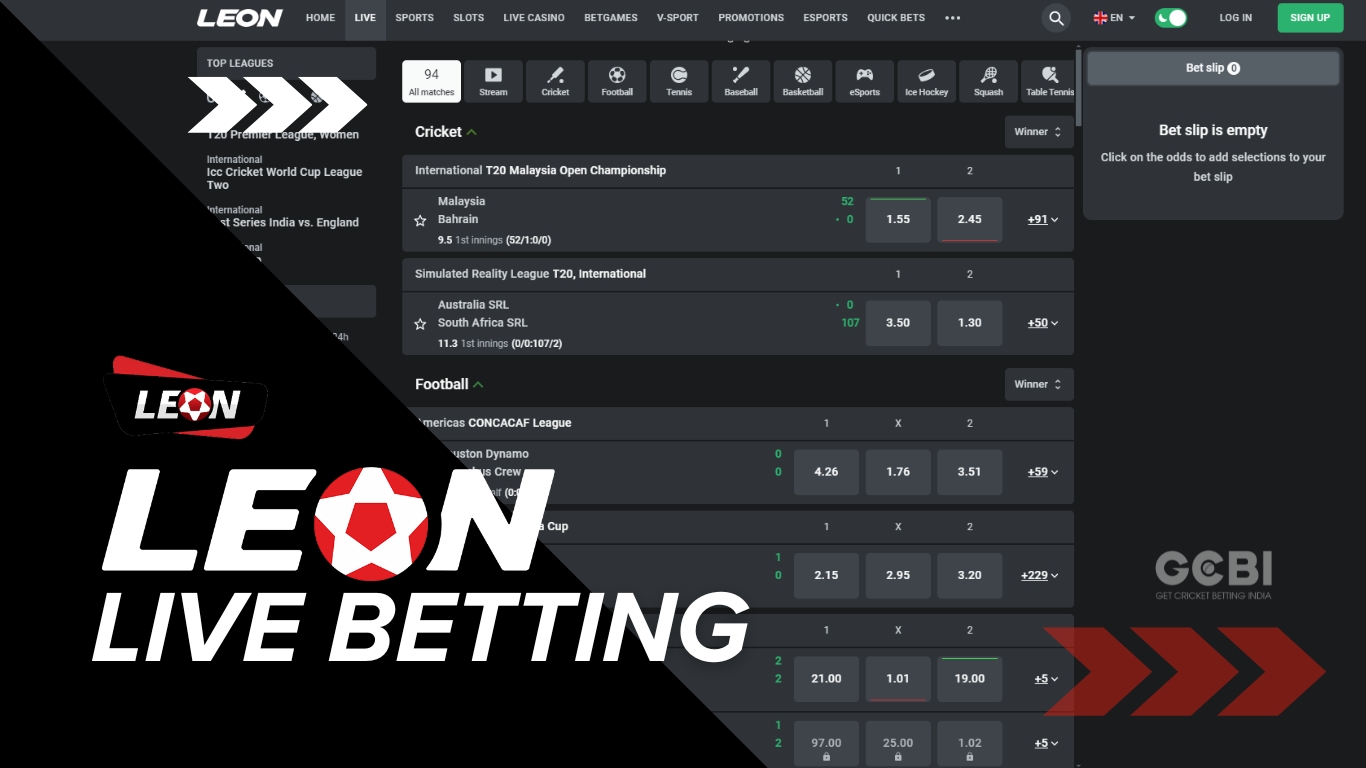 LEON HOME LIVE SPORTS SLOTS LIVE CASINO BETGAMES V-SPORT PROMOTIONS ESPORTS QUICK BETS EN LOG IN SIGN UP
TOP LEAGUES
T20 Premier League, Women
International
Icc Cricket World Cup League
Two
International
Series India vs. England
24h
94
All matches Stream Cricket Football Tennis Baseball Basketball eSports Ice Hockey Squash Table Tennis
Cricket Winner
International T20 Malaysia Open Championship 1 2
Malaysia 52
Bahrain 0 1.55 2.45 +91
9.5 1st innings (52/1:0/0)
Simulated Reality League T20, International 1 2
Australia SRL 0
South Africa SRL 107 3.50 1.30 +50
11.3 1st innings (0/0:107/2)
Football Winner
CONCACAF League 1 X 2
Dynamo 0
Crew 0 4.26 1.76 3.51 +59
Cup 1 X 2
1
0 2.15 2.95 3.20 +229
1 X 2
2
2 21.00 1.01 19.00 +5
1
2 97.00 25.00 1.02 +5
Bet slip 0
Bet slip is empty
Click on the odds to add selections to your
bet slip
LEON
LEON
LIVE BETTING
GCBI
GET CRICKET BETTING INDIA